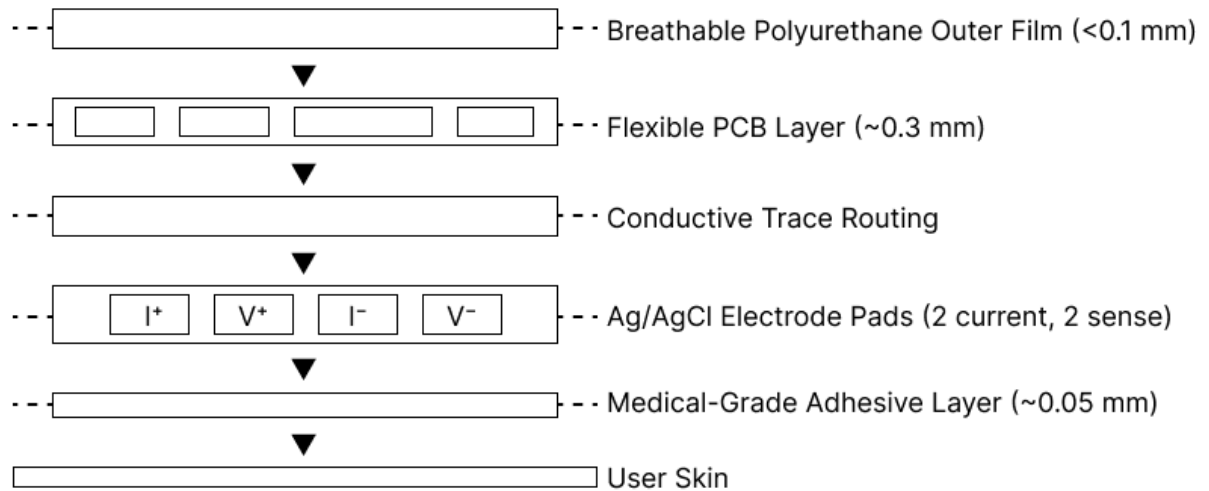 Breathable Polyurethane Outer Film (<0.1 mm)
Flexible PCB Layer (~0.3 mm)
Conductive Trace Routing
I⁺ V⁺ I⁻ V⁻
Ag/AgCl Electrode Pads (2 current, 2 sense)
Medical-Grade Adhesive Layer (~0.05 mm)
User Skin